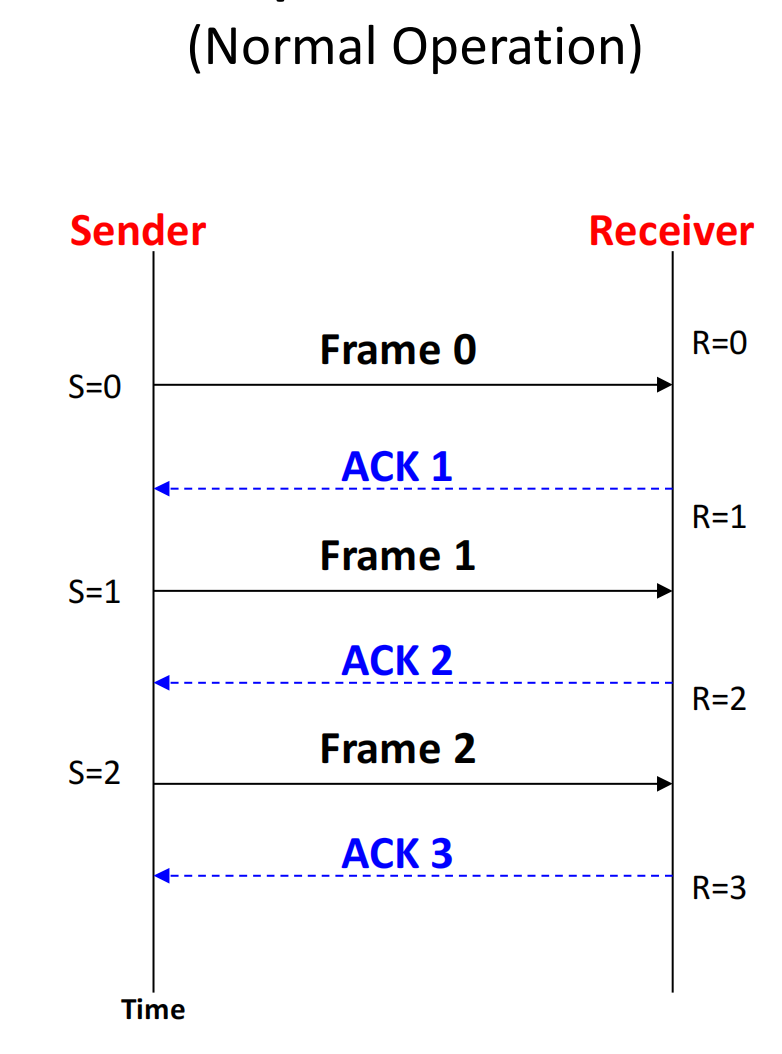 (Normal Operation)
Sender Receiver
Frame 0 R=0
S=0
ACK 1
R=1
Frame 1
S=1
ACK 2
R=2
Frame 2
S=2
ACK 3
R=3
Time